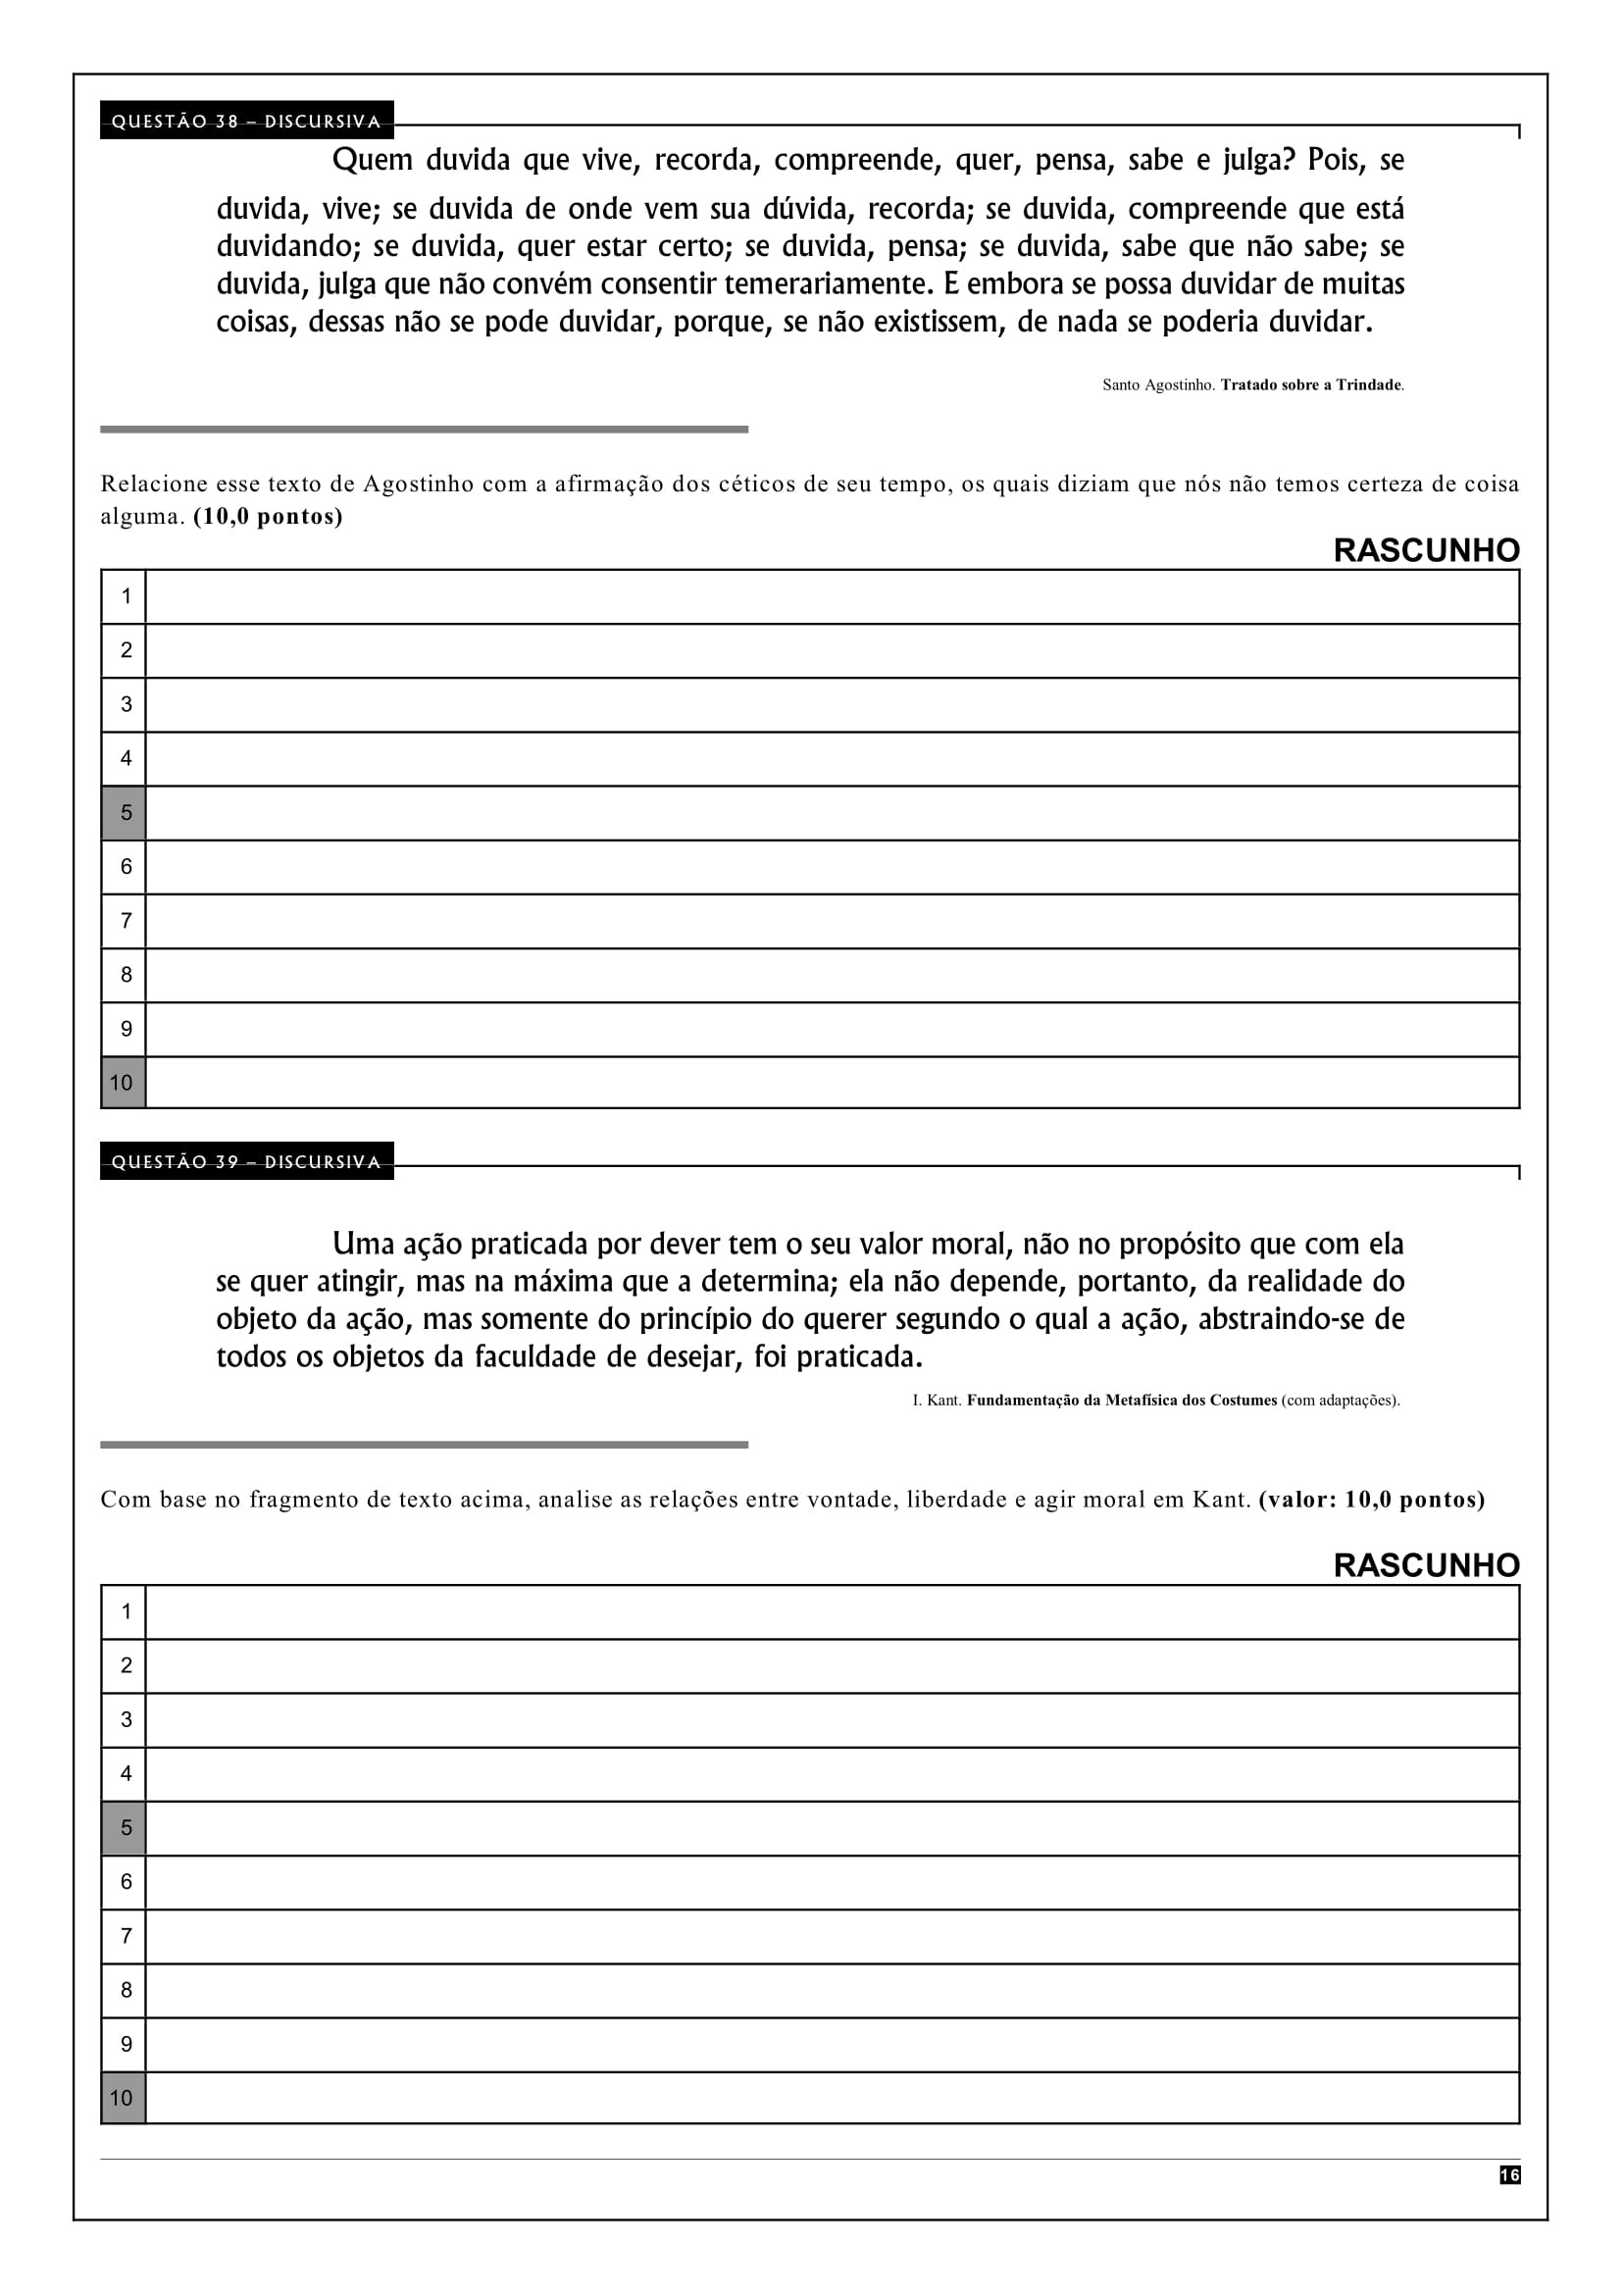 QUESTÃO 38 – DISCURSIVA
Quem duvida que vive, recorda, compreende, quer, pensa, sabe e julga? Pois, se
duvida, vive; se duvida de onde vem sua dúvida, recorda; se duvida, compreende que está
duvidando; se duvida, quer estar certo; se duvida, pensa; se duvida, sabe que não sabe; se
duvida, julga que não convém consentir temerariamente. E embora se possa duvidar de muitas
coisas, dessas não se pode duvidar, porque, se não existissem, de nada se poderia duvidar.
Santo Agostinho. Tratado sobre a Trindade.
Relacione esse texto de Agostinho com a afirmação dos céticos de seu tempo, os quais diziam que nós não temos certeza de coisa
alguma. (10,0 pontos)
RASCUNHO
1
2
3
4
5
6
7
8
9
10
QUESTÃO 39 – DISCURSIVA
Uma ação praticada por dever tem o seu valor moral, não no propósito que com ela
se quer atingir, mas na máxima que a determina; ela não depende, portanto, da realidade do
objeto da ação, mas somente do princípio do querer segundo o qual a ação, abstraindo-se de
todos os objetos da faculdade de desejar, foi praticada.
I. Kant. Fundamentação da Metafísica dos Costumes (com adaptações).
Com base no fragmento de texto acima, analise as relações entre vontade, liberdade e agir moral em Kant. (valor: 10,0 pontos)
RASCUNHO
1
2
3
4
5
6
7
8
9
10
16